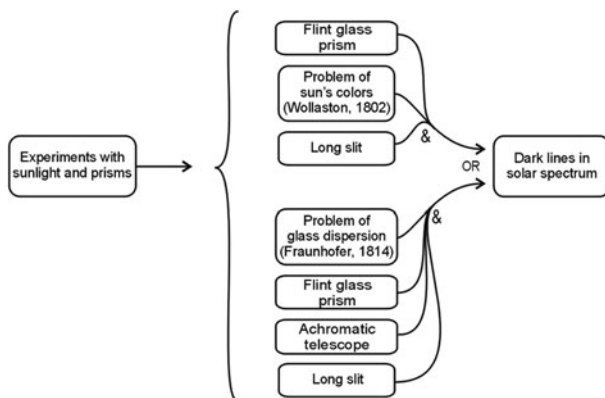 Experiments with
sunlight and prisms
Flint glass
prism
Problem of
sun's colors
(Wollaston, 1802)
Long slit
&
OR
Problem of
glass dispersion
(Fraunhofer, 1814)
&
Flint glass
prism
Achromatic
telescope
Long slit
Dark lines in
solar spectrum